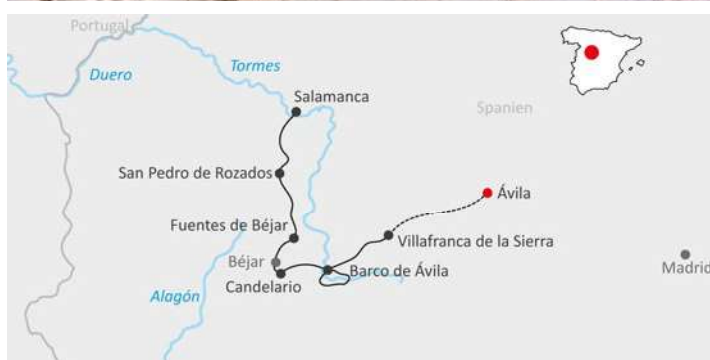 Portugal
Duero
Tormes
Salamanca
Spanien
San Pedro de Rozados
Ávila
Fuentes de Béjar
Villafranca de la Sierra
Béjar
Barco de Ávila
Madrid
Candelario
Alagón